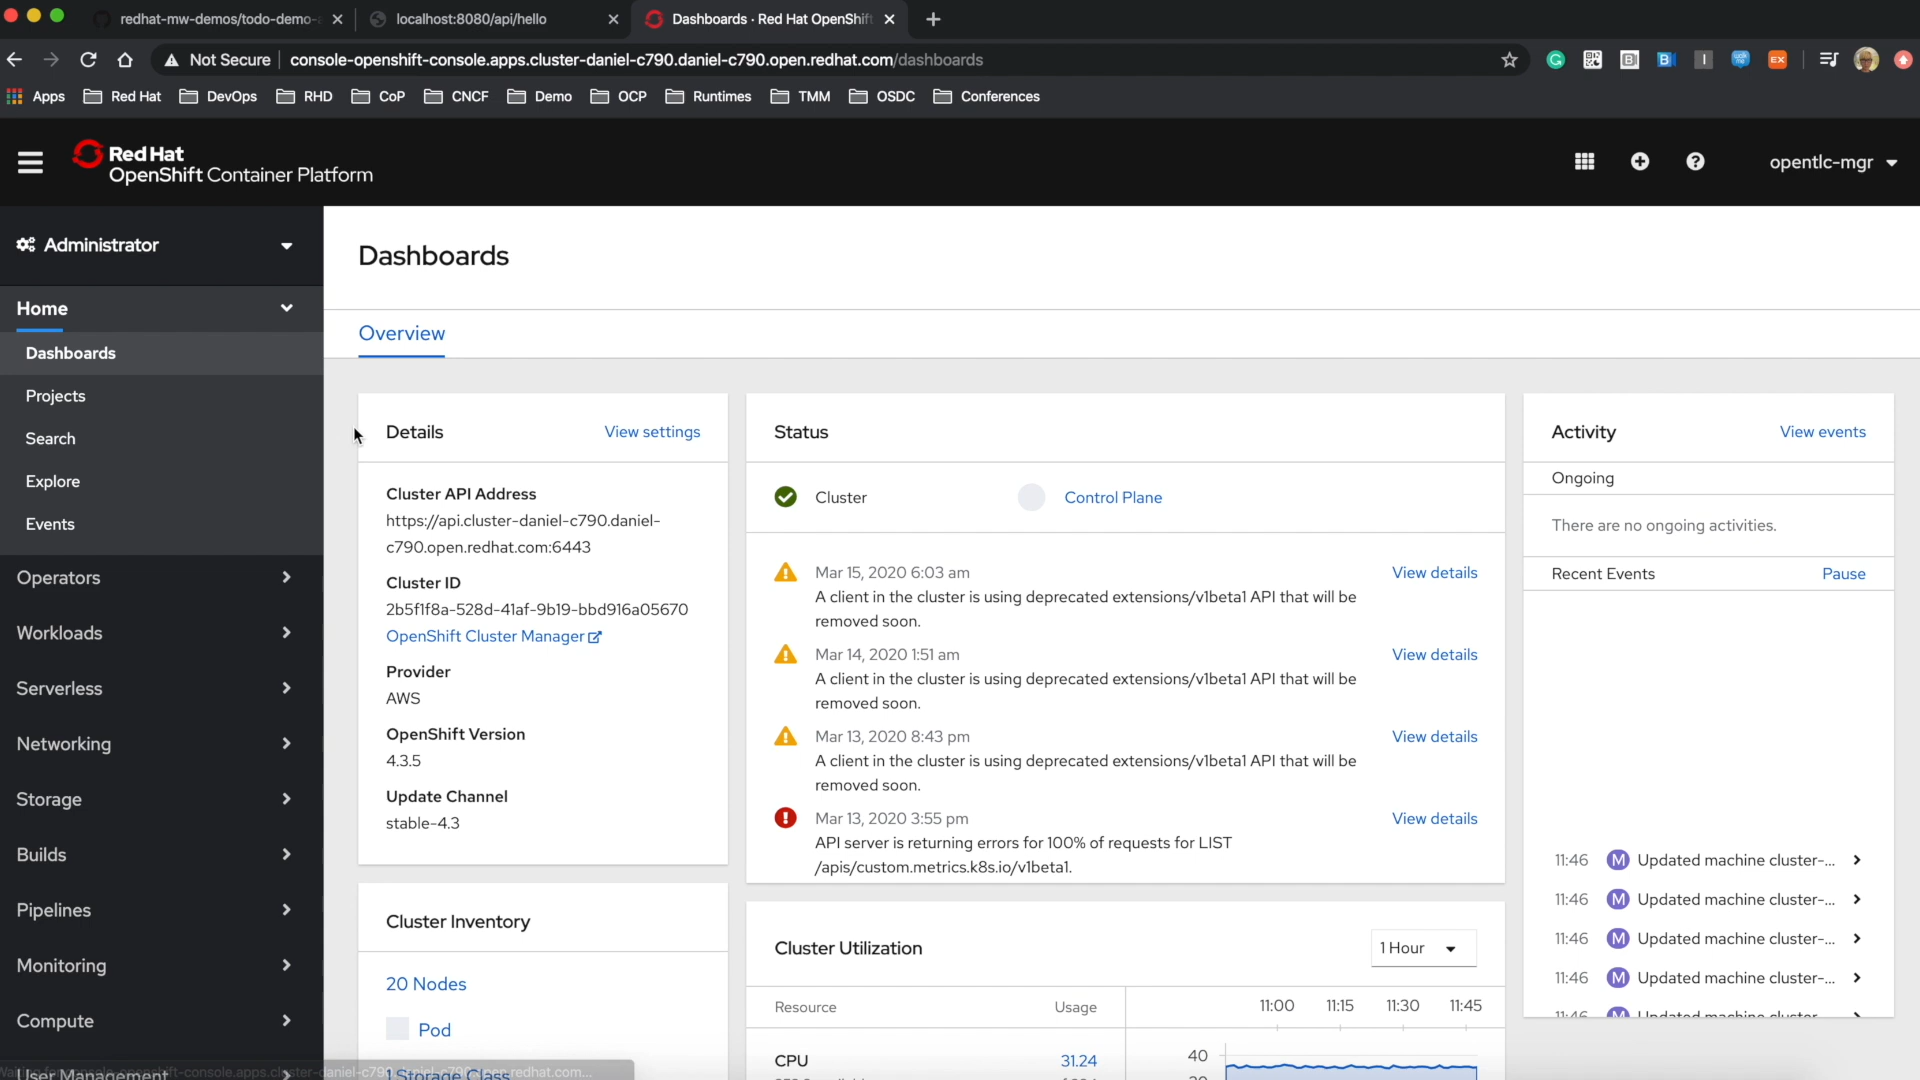 redhat-mw-demos/todo-demo-
localhost:8080/api/hello
Dashboards · Red Hat OpenShift
Not Secure
console-openshift-console.apps.cluster-daniel-c790.daniel-c790.open.redhat.com/dashboards
Apps
Red Hat
DevOps
RHD
CoP
CNCF
Demo
OCP
Runtimes
TMM
OSDC
Conferences
Red Hat
OpenShift Container Platform
opentlc-mgr
Administrator
Home
Dashboards
Projects
Search
Explore
Events
Operators
Workloads
Serverless
Networking
Storage
Builds
Pipelines
Monitoring
Compute
User Management
Dashboards
Overview
Details
View settings
Cluster API Address
https://api.cluster-daniel-c790.daniel-
c790.open.redhat.com:6443
Cluster ID
2b5f1f8a-528d-41af-9b19-bbd916a05670
OpenShift Cluster Manager
Provider
AWS
OpenShift Version
4.3.5
Update Channel
stable-4.3
Cluster Inventory
20 Nodes
Pod
1 Storage Class
Status
Cluster
Control Plane
Mar 15, 2020 6:03 am
View details
A client in the cluster is using deprecated extensions/v1beta1 API that will be
removed soon.
Mar 14, 2020 1:51 am
View details
A client in the cluster is using deprecated extensions/v1beta1 API that will be
removed soon.
Mar 13, 2020 8:43 pm
View details
A client in the cluster is using deprecated extensions/v1beta1 API that will be
removed soon.
Mar 13, 2020 3:55 pm
View details
API server is returning errors for 100% of requests for LIST
/apis/custom.metrics.k8s.io/v1beta1.
Cluster Utilization
1 Hour
Resource
Usage
11:00
11:15
11:30
11:45
CPU
31.24
40
Activity
View events
Ongoing
There are no ongoing activities.
Recent Events
Pause
11:46 M Updated machine cluster-...
11:46 M Updated machine cluster-...
11:46 M Updated machine cluster-...
11:46 M Updated machine cluster-...
11:46 M Updated machine cluster-...